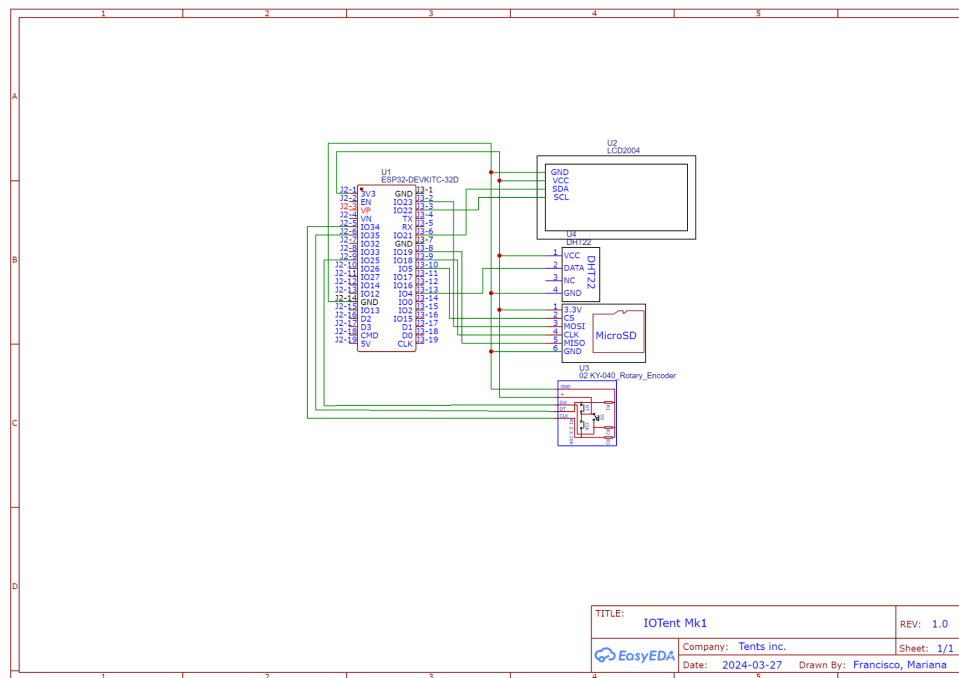 1 2 3 4 5
A
B
C
D
U1
ESP32-DEVKITC-32D
J2-1 3V3 GND J3-1
J2-2 EN IO23 J3-2
J2-3 VP IO22 J3-3
J2-4 VN TX J3-4
J2-5 IO34 RX J3-5
J2-6 IO35 IO21 J3-6
J2-7 IO32 GND J3-7
J2-8 IO33 IO19 J3-8
J2-9 IO25 IO18 J3-9
J2-10 IO26 IO5 J3-10
J2-11 IO27 IO17 J3-11
J2-12 IO14 IO16 J3-12
J2-13 IO12 IO4 J3-13
J2-14 GND IO0 J3-14
J2-15 IO13 IO2 J3-15
J2-16 D2 IO15 J3-16
J2-17 D3 D1 J3-17
J2-18 CMD D0 J3-18
J2-19 5V CLK J3-19
U2
LCD2004
GND
VCC
SDA
SCL
U4
DHT22
1 VCC
2 DATA
3 NC
4 GND
DHT22
1 3.3V
2 CS
3 MOSI
4 CLK
5 MISO
6 GND
MicroSD
U3
02 KY-040_Rotary_Encoder
GND
+
SW
DT
CLK
TITLE:
IOTent Mk1
REV: 1.0
EasyEDA
Company: Tents inc.
Sheet: 1/1
Date: 2024-03-27 Drawn By: Francisco, Mariana
1 2 3 4 5